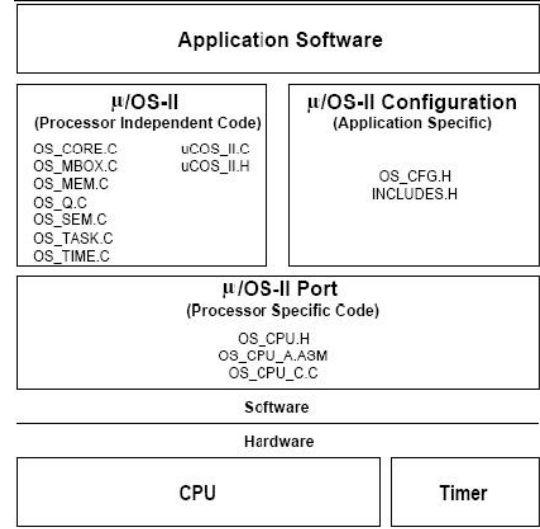 Application Software
µ/OS-II
(Processor Independent Code)
OS_CORE.C uCOS_II.C
OS_MBOX.C uCOS_II.H
OS_MEM.C
OS_Q.C
OS_SEM.C
OS_TASK.C
OS_TIME.C
µ/OS-II Configuration
(Application Specific)
OS_CFG.H
INCLUDES.H
µ/OS-II Port
(Processor Specific Code)
OS_CPU.H
OS_CPU_A.ASM
OS_CPU_C.C
Software
Hardware
CPU
Timer